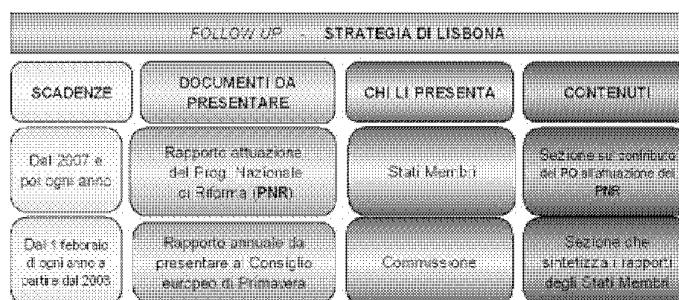 FOLLOW UP - STRATEGIA DI LISBONA
SCADENZE
DOCUMENTI DA
PRESENTARE
CHI LI PRESENTA
CONTENUTI
Dal 2007 e
poi ogni anno
Rapporto attuazione
del Prog. Nazionale
di Riforma (PNR)
Stati Membri
Sezione su contributo
del PO all'attuazione del
PNR
Dal 1 febbraio
di ogni anno a
partire dal 2008
Rapporto annuale da
presentare al Consiglio
europeo di Primavera
Commissione
Sezione che
sintetizza i rapporti
degli Stati Membri